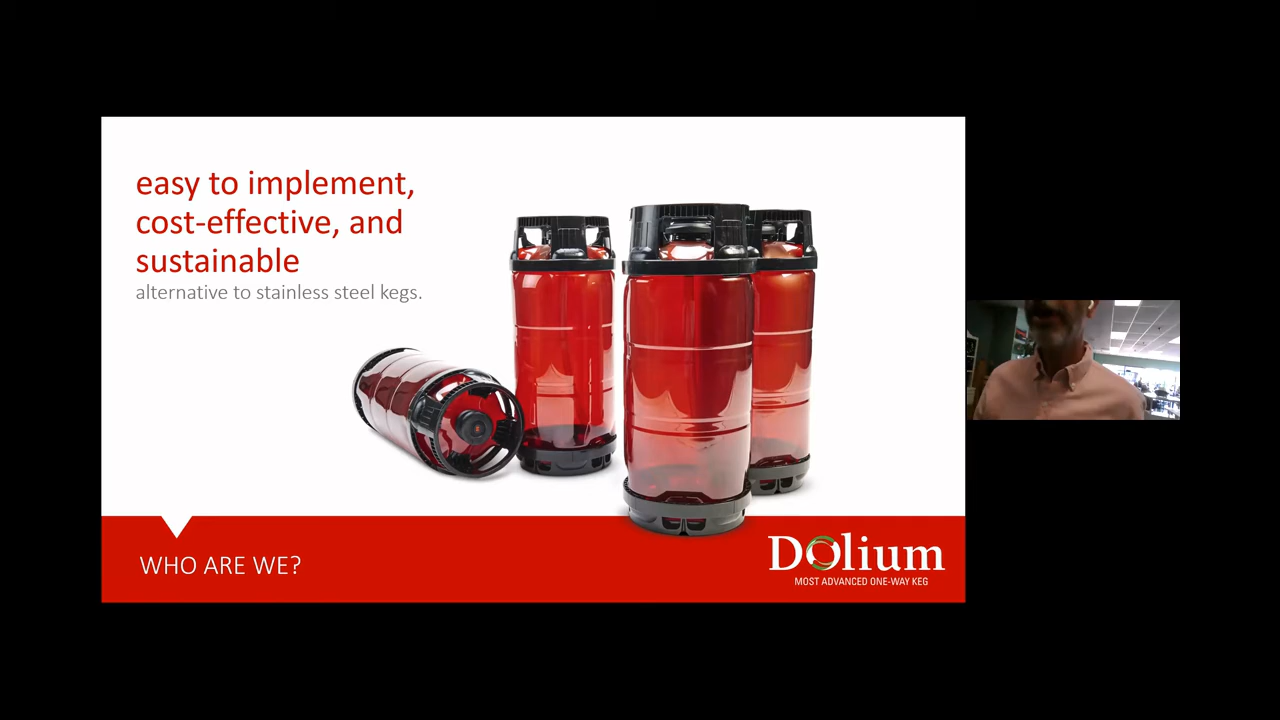 easy to implement,
cost-effective, and
sustainable
alternative to stainless steel kegs.
WHO ARE WE?
Dolium
MOST ADVANCED ONE-WAY KEG